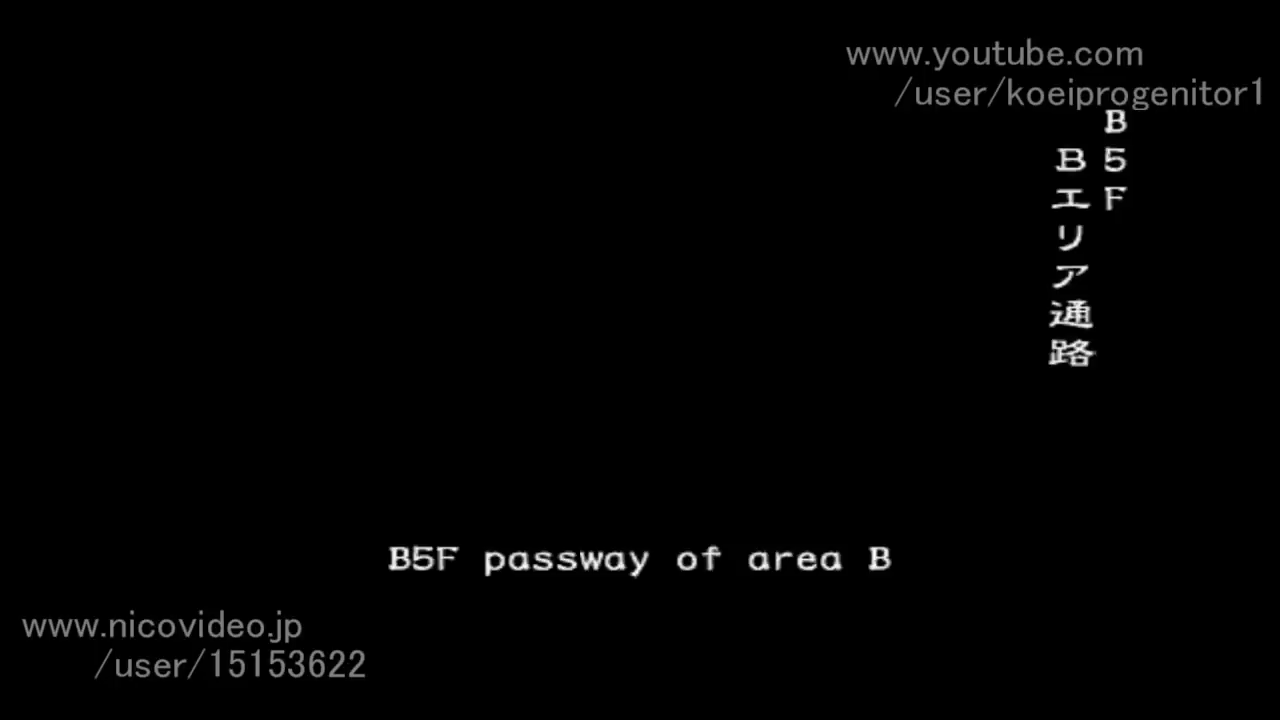 www.youtube.com
/user/koeiprogenitor1
B5F
Bエリア通路
B5F passway of area B
www.nicovideo.jp
/user/15153622